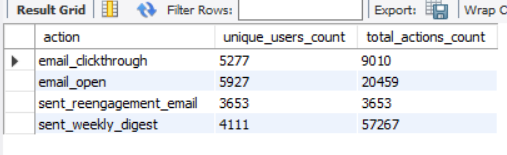 Result Grid Filter Rows: Export: Wrap C
action unique_users_count total_actions_count
email_clickthrough 5277 9010
email_open 5927 20459
sent_reengagement_email 3653 3653
sent_weekly_digest 4111 57267